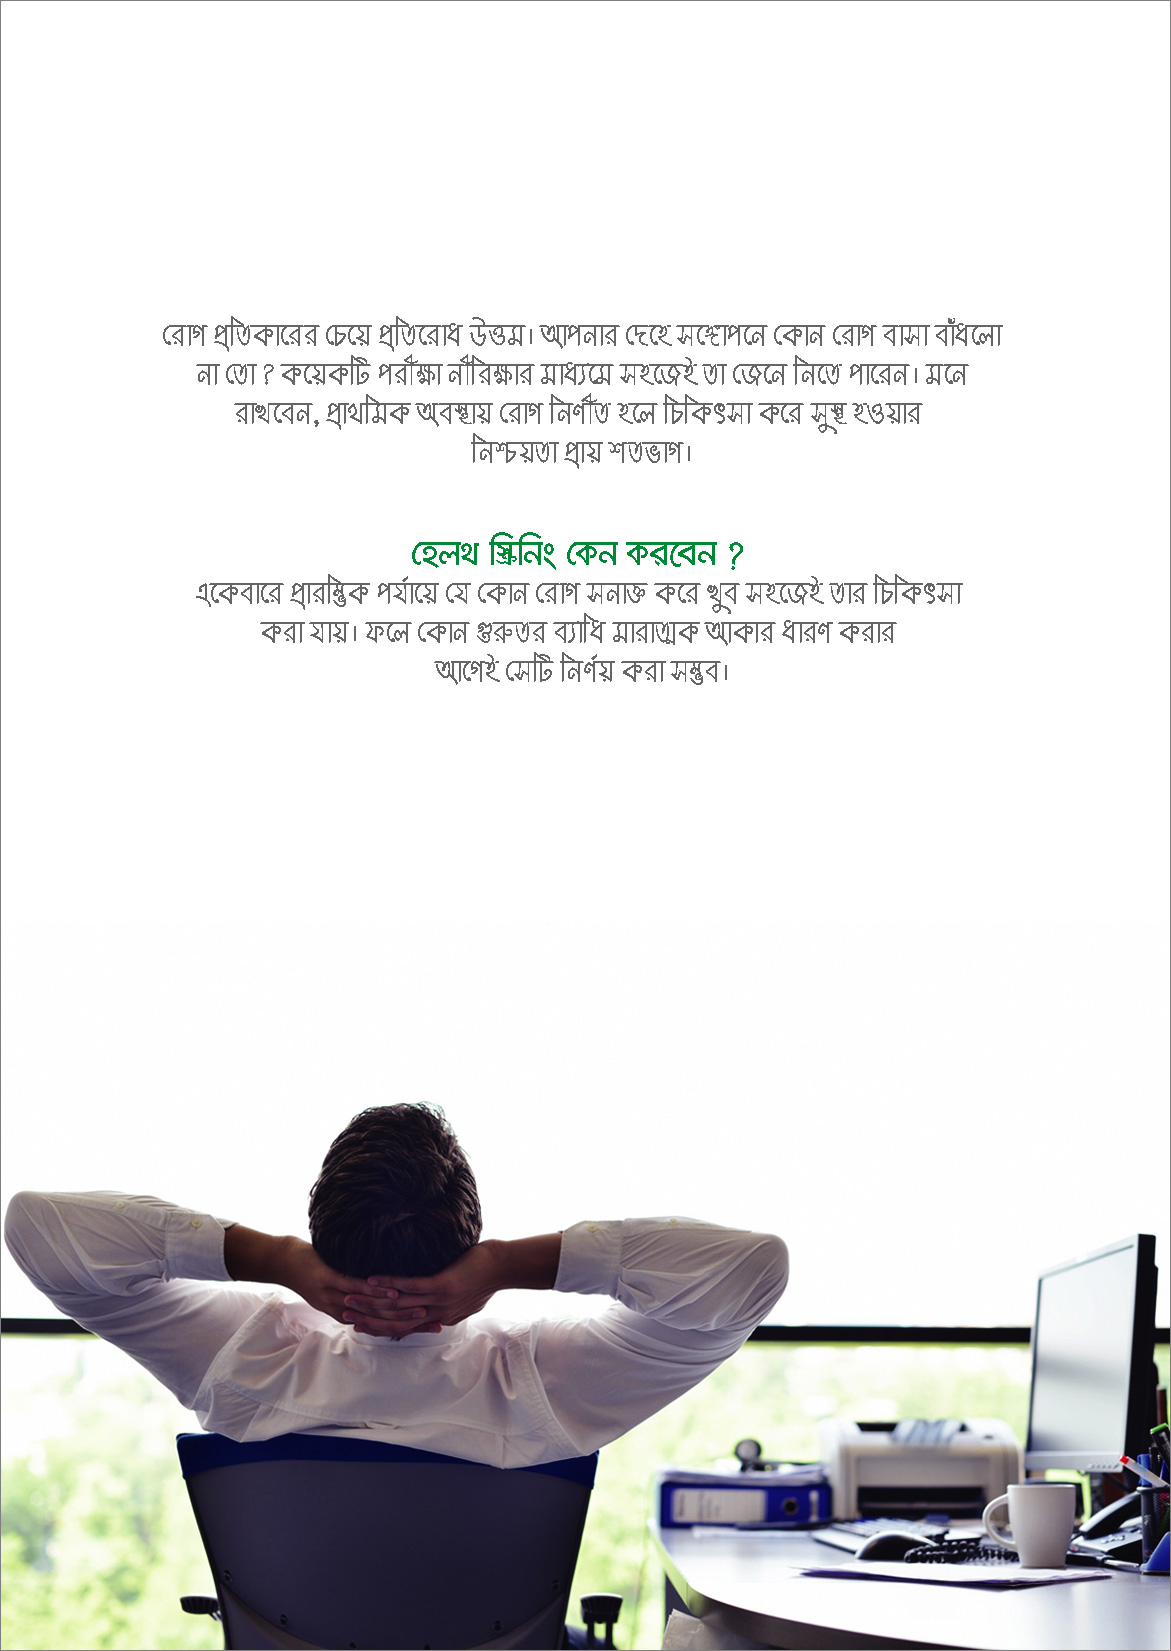 রোগ প্রতিকারের চেয়ে প্রতিরোধ উত্তম। আপনার দেহে সঙ্গোপনে কোন রোগ বাসা বাঁধলো
না তো ? কয়েকটি পরীক্ষা নীরিক্ষার মাধ্যমে সহজেই তা জেনে নিতে পারেন। মনে
রাখবেন, প্রাথমিক অবস্থায় রোগ নির্ণীত হলে চিকিৎসা করে সুস্থ হওয়ার
নিশ্চয়তা প্রায় শতভাগ।
হেলথ স্ক্রিনিং কেন করবেন ?
একেবারে প্রারম্ভিক পর্যায়ে যে কোন রোগ সনাক্ত করে খুব সহজেই তার চিকিৎসা
করা যায়। ফলে কোন গুরুতর ব্যাধি মারাত্মক আকার ধারণ করার
আগেই সেটি নির্ণয় করা সম্ভব।